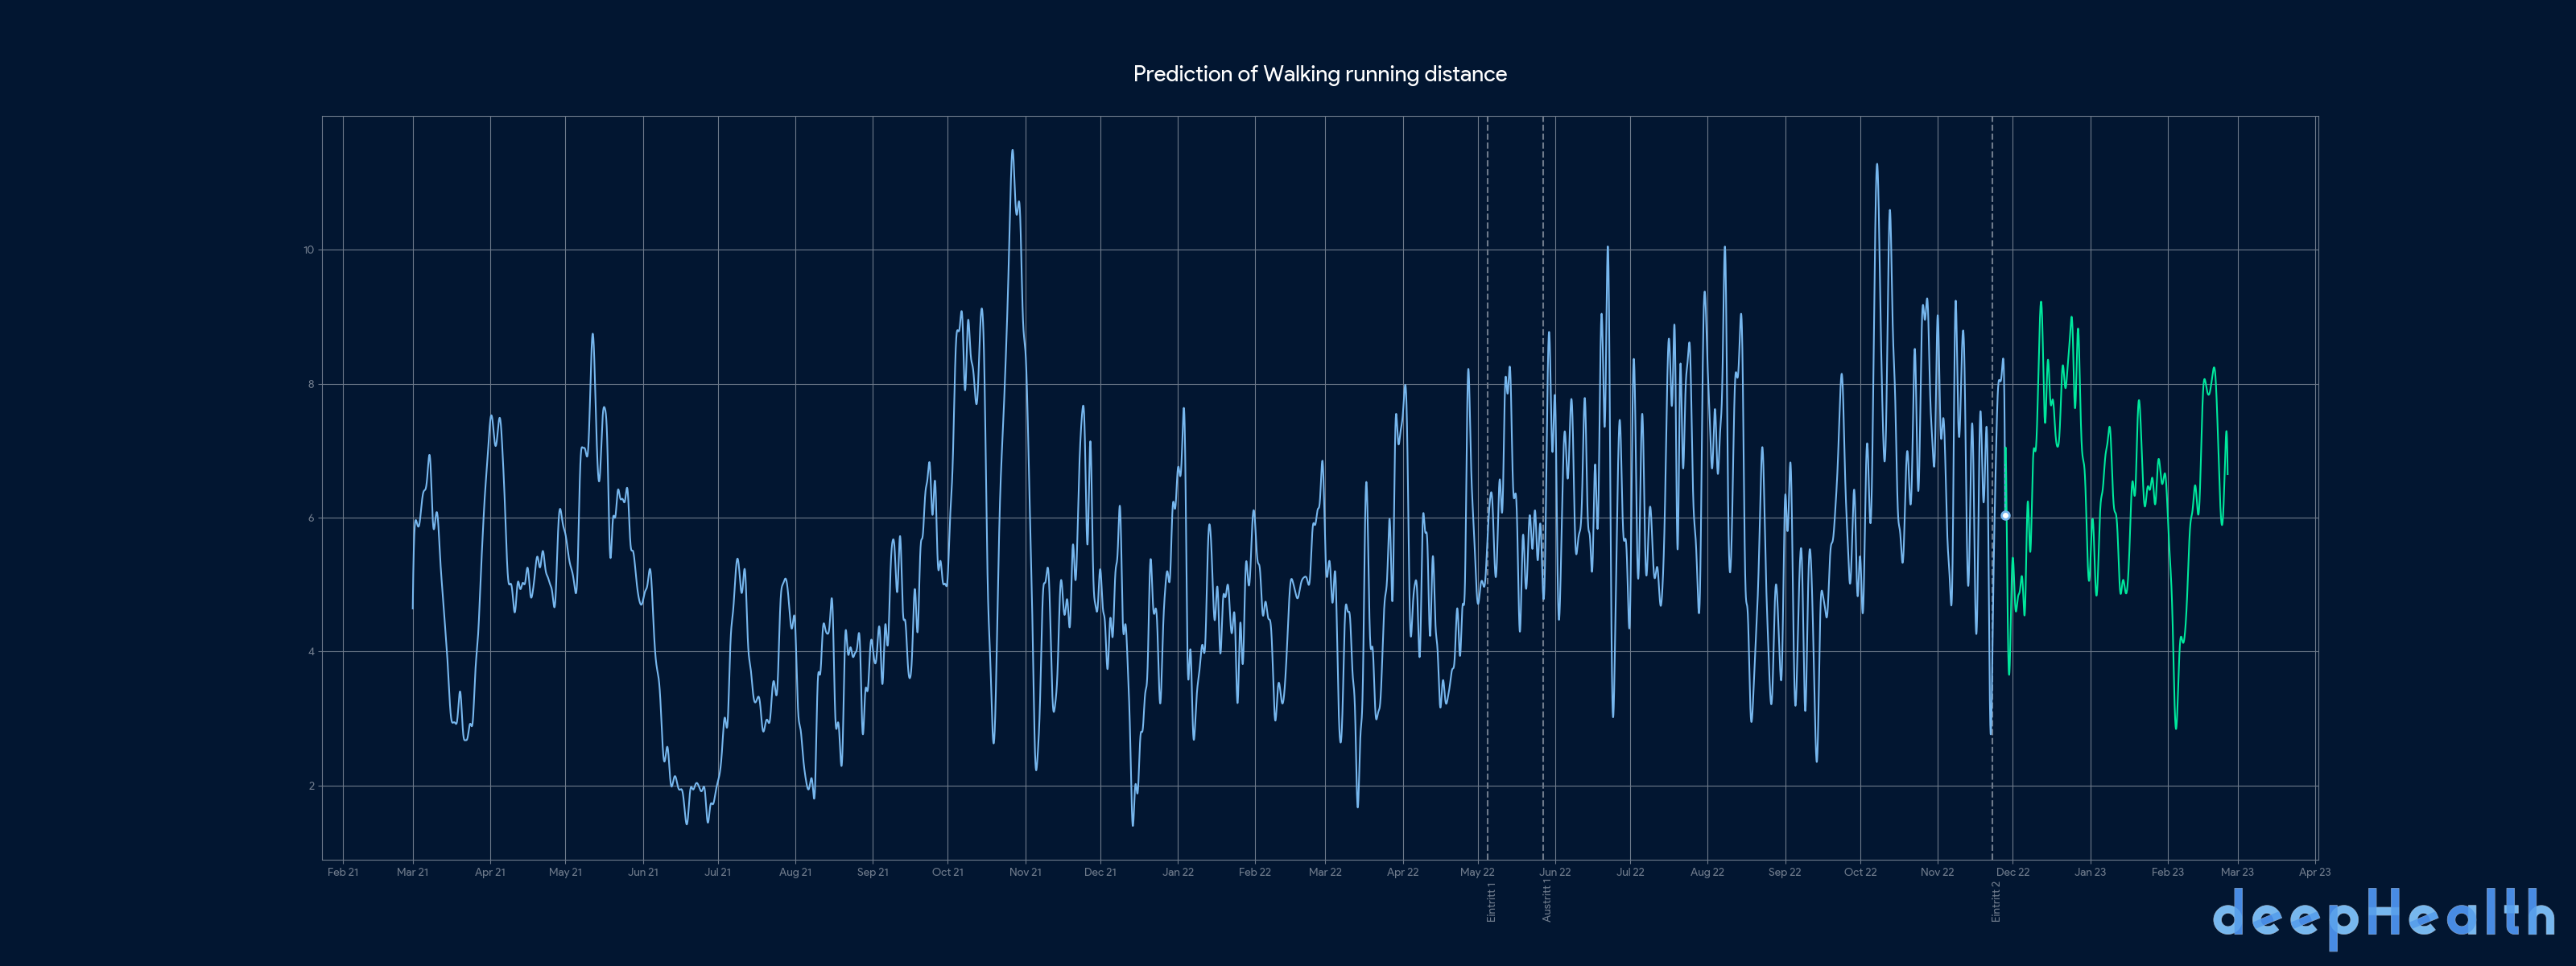 Prediction of Walking running distance
10
8
6
4
2
Feb 21 Mar 21 Apr 21 May 21 Jun 21 Jul 21 Aug 21 Sep 21 Oct 21 Nov 21 Dec 21 Jan 22 Feb 22 Mar 22 Apr 22 May 22 Jun 22 Jul 22 Aug 22 Sep 22 Oct 22 Nov 22 Dec 22 Jan 23 Feb 23 Mar 23 Apr 23
Eintritt 1
Austritt 1
Eintritt 2
deepHealth